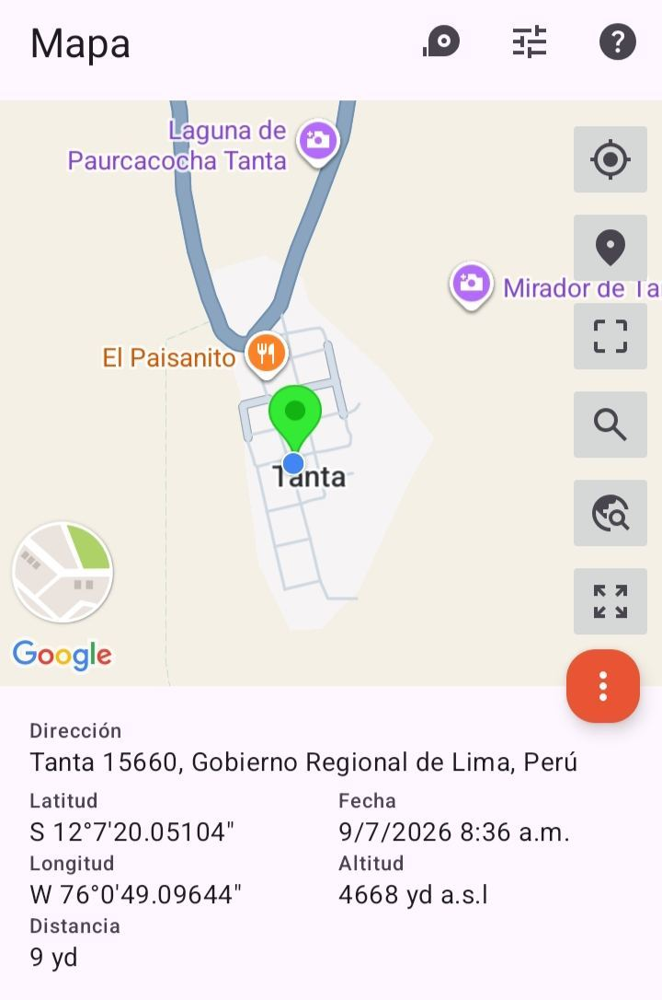 Mapa
Laguna de
Paurcacocha Tanta
Mirador de Ta
El Paisanito
Tanta
Google
Dirección
Tanta 15660, Gobierno Regional de Lima, Perú
Latitud
S 12°7'20.05104"
Fecha
9/7/2026 8:36 a.m.
Longitud
W 76°0'49.09644"
Altitud
4668 yd a.s.l
Distancia
9 yd